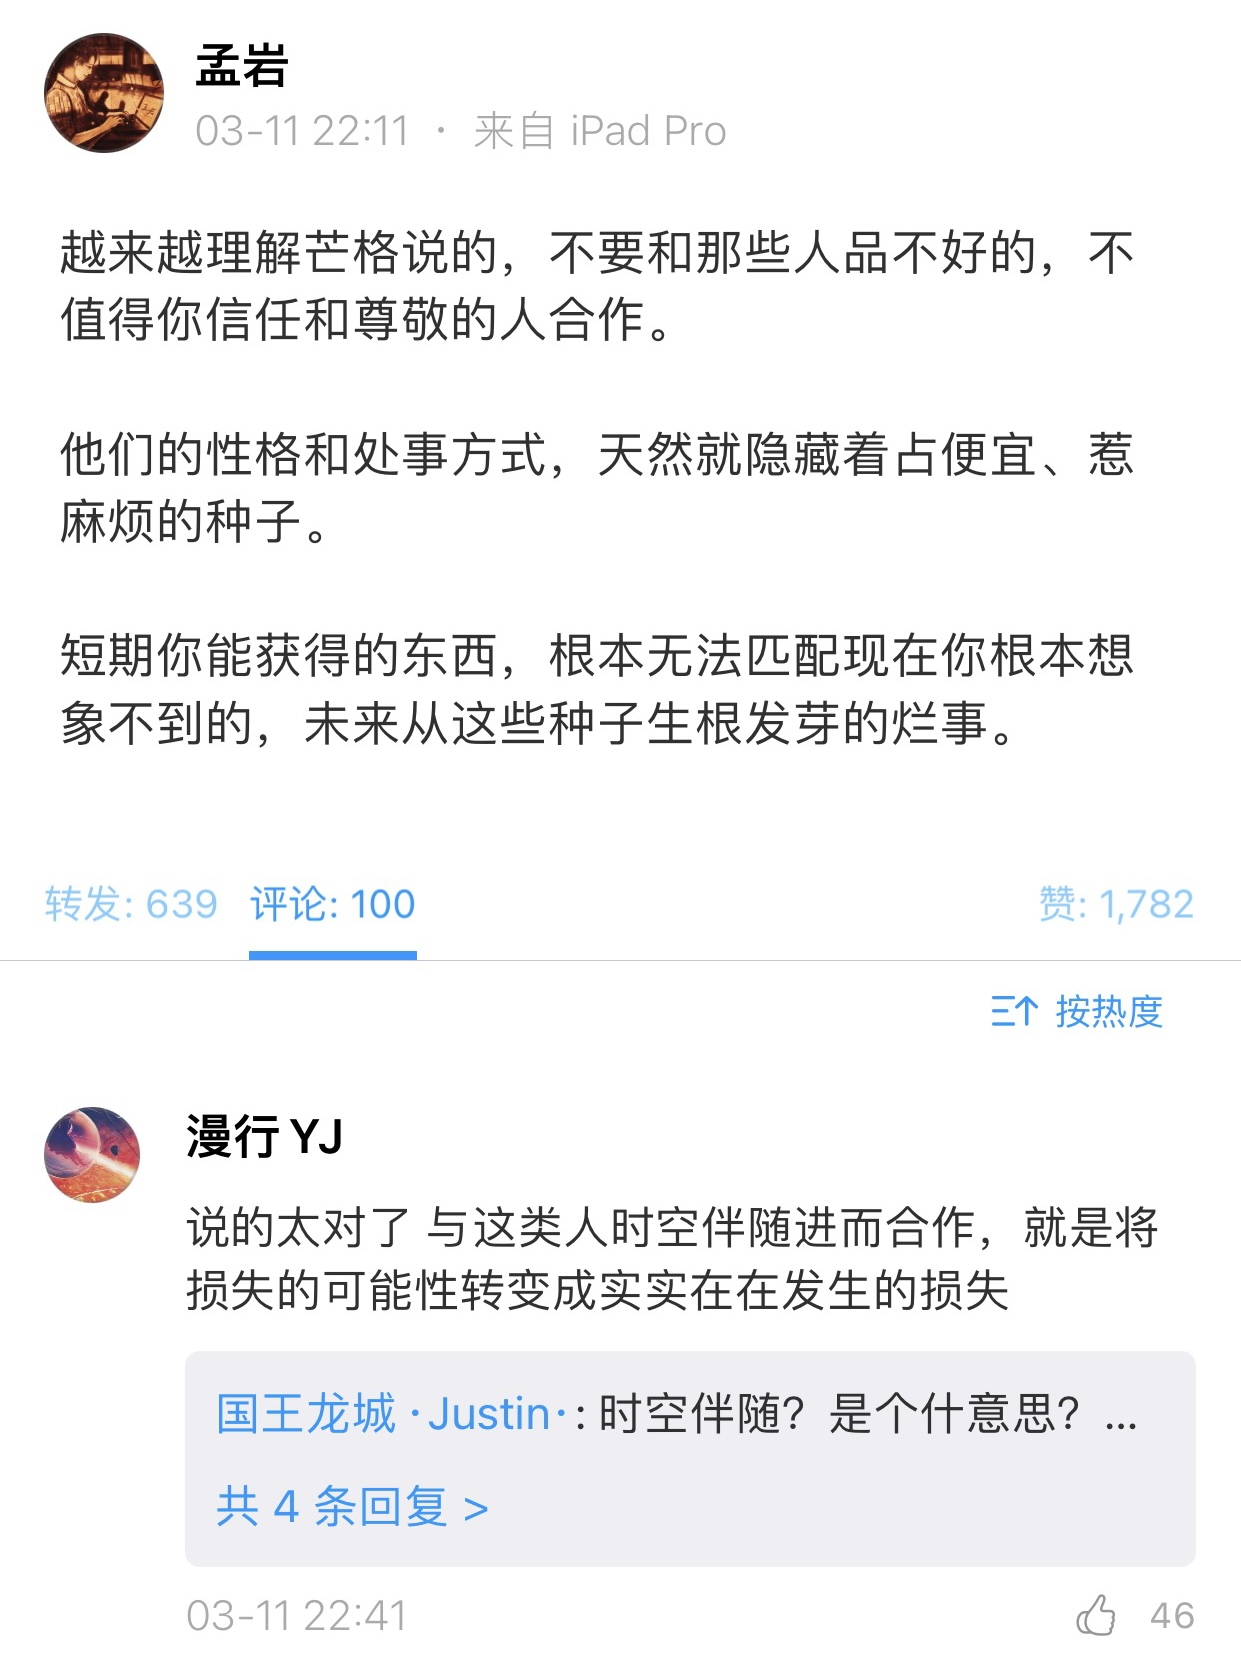 孟岩
03-11 22:11 · 来自 iPad Pro
越来越理解芒格说的，不要和那些人品不好的，不
值得你信任和尊敬的人合作。
他们的性格和处事方式，天然就隐藏着占便宜、惹
麻烦的种子。
短期你能获得的东西，根本无法匹配现在你根本想
象不到的，未来从这些种子生根发芽的烂事。
转发: 639 评论: 100 赞: 1,782
按热度
漫行 YJ
说的太对了 与这类人时空伴随进而合作，就是将
损失的可能性转变成实实在在发生的损失
国王龙城 ·Justin·: 时空伴随？是个什意思？...
共 4 条回复 >
03-11 22:41 46